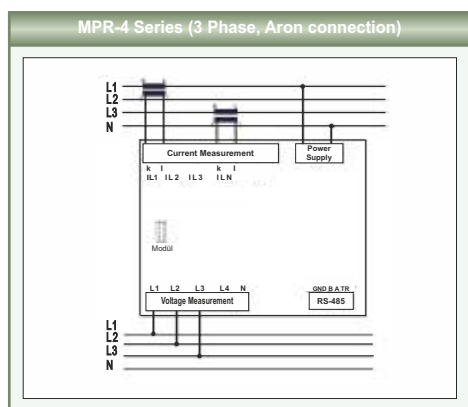 MPR-4 Series (3 Phase, Aron connection)
L1
L2
L3
N
Current Measurement
Power
Supply
k l k l
IL1 IL2 IL3 ILN
Modül
L1 L2 L3 L4 N
GND B A TR
Voltage Measurement
RS-485
L1
L2
L3
N